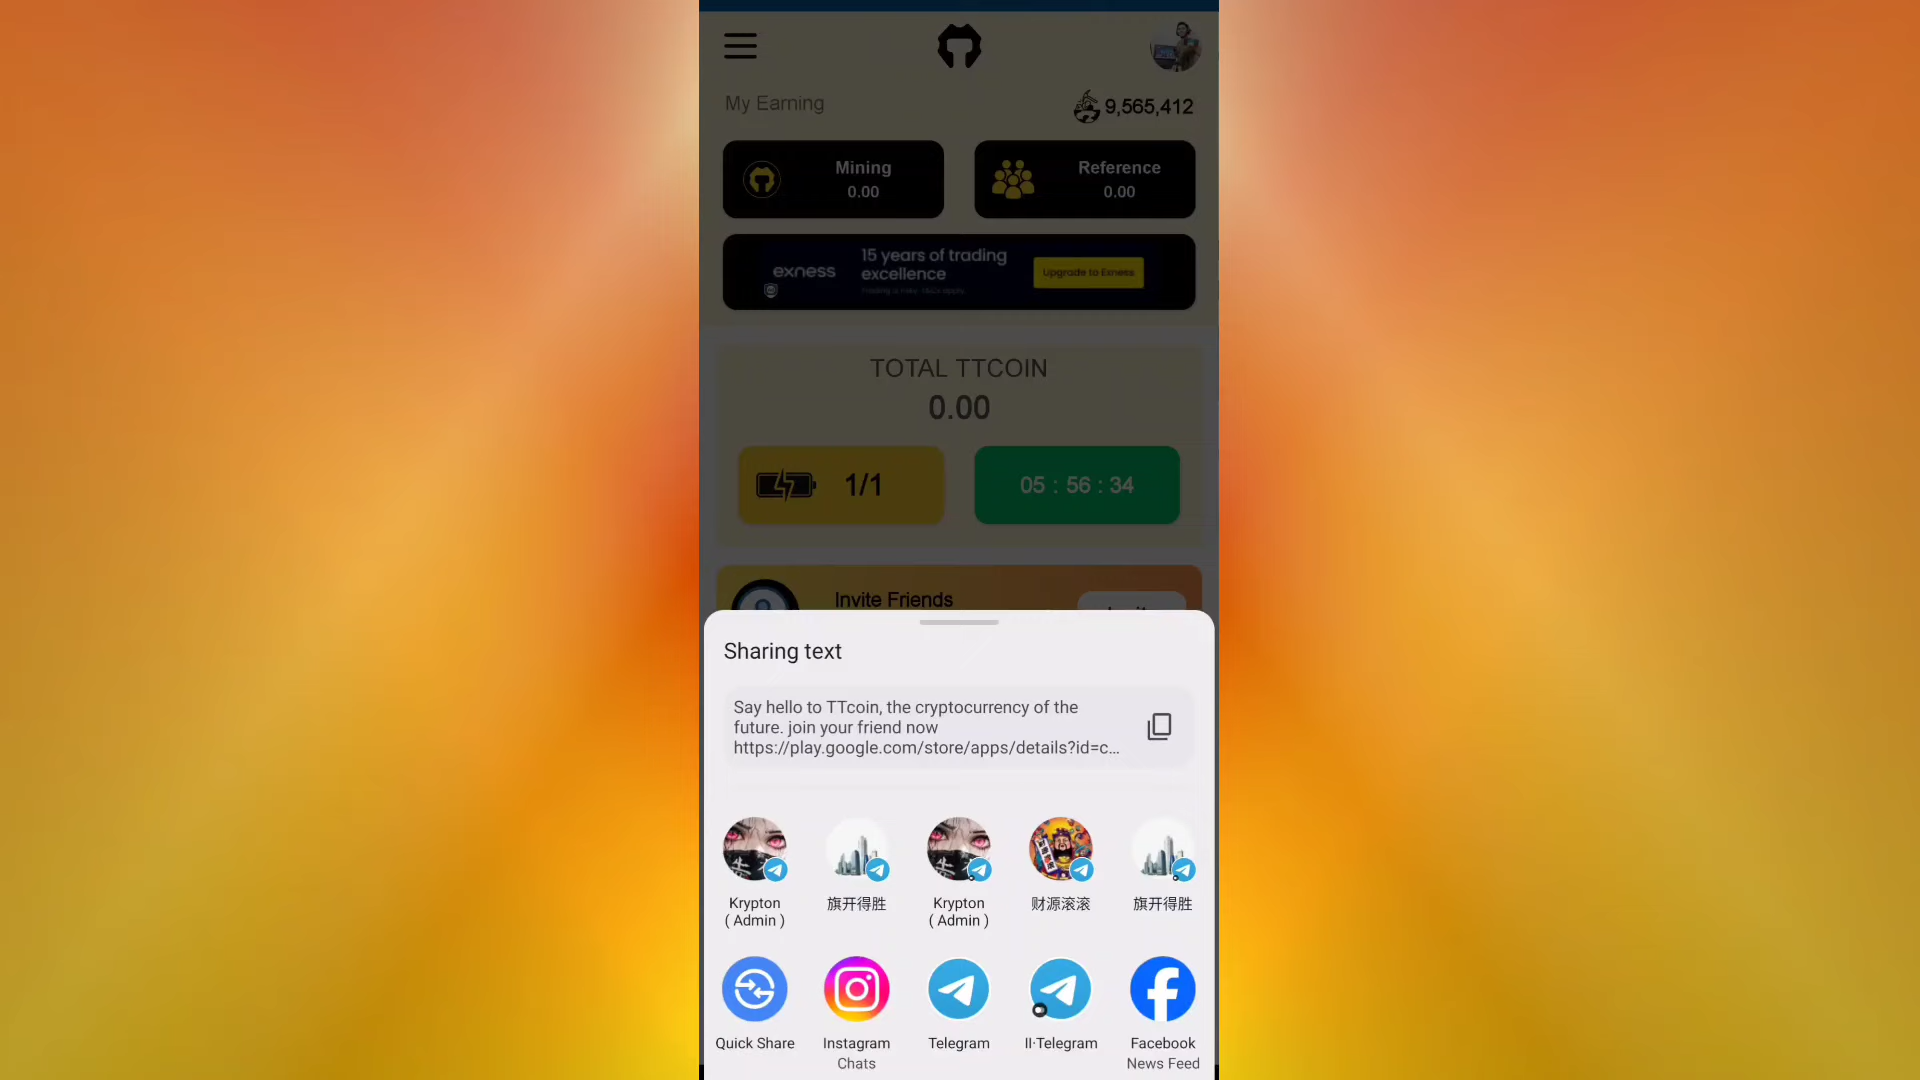 My Earning
9,565,412
Mining
0.00
Reference
0.00
exness
15 years of trading
excellence
Upgrade to Exness
TOTAL TTCOIN
0.00
1/1
05 : 56 : 34
Invite Friends
Sharing text
Say hello to TTcoin, the cryptocurrency of the
future. join your friend now
https://play.google.com/store/apps/details?id=c...
Krypton
( Admin )
旗开得胜
Krypton
( Admin )
财源滚滚
旗开得胜
Quick Share
Instagram
Chats
Telegram
II·Telegram
Facebook
News Feed